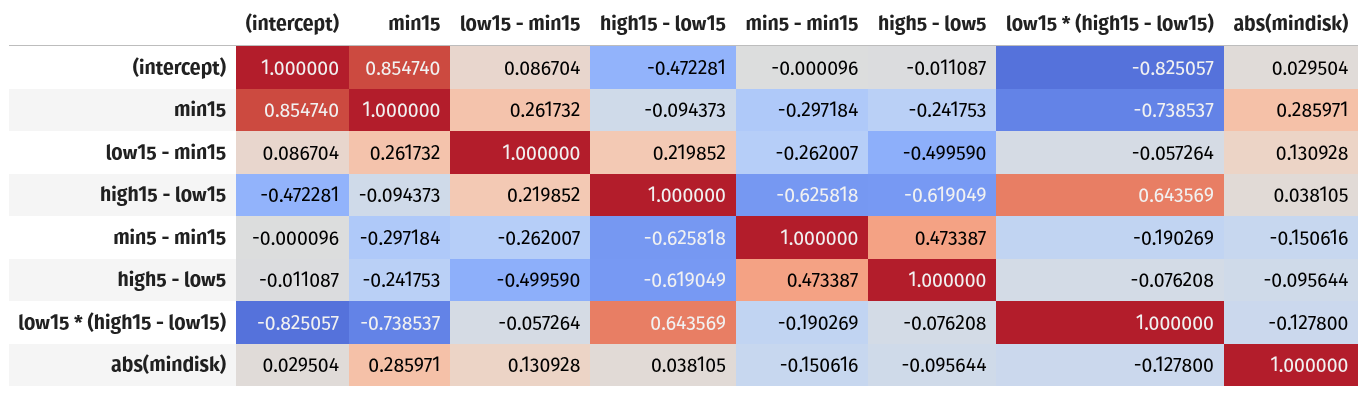 (intercept) min15 low15 - min15 high15 - low15 min5 - min15 high5 - low5 low15 * (high15 - low15) abs(mindisk)
(intercept) 1.000000 0.854740 0.086704 -0.472281 -0.000096 -0.011087 -0.825057 0.029504
min15 0.854740 1.000000 0.261732 -0.094373 -0.297184 -0.241753 -0.738537 0.285971
low15 - min15 0.086704 0.261732 1.000000 0.219852 -0.262007 -0.499590 -0.057264 0.130928
high15 - low15 -0.472281 -0.094373 0.219852 1.000000 -0.625818 -0.619049 0.643569 0.038105
min5 - min15 -0.000096 -0.297184 -0.262007 -0.625818 1.000000 0.473387 -0.190269 -0.150616
high5 - low5 -0.011087 -0.241753 -0.499590 -0.619049 0.473387 1.000000 -0.076208 -0.095644
low15 * (high15 - low15) -0.825057 -0.738537 -0.057264 0.643569 -0.190269 -0.076208 1.000000 -0.127800
abs(mindisk) 0.029504 0.285971 0.130928 0.038105 -0.150616 -0.095644 -0.127800 1.000000